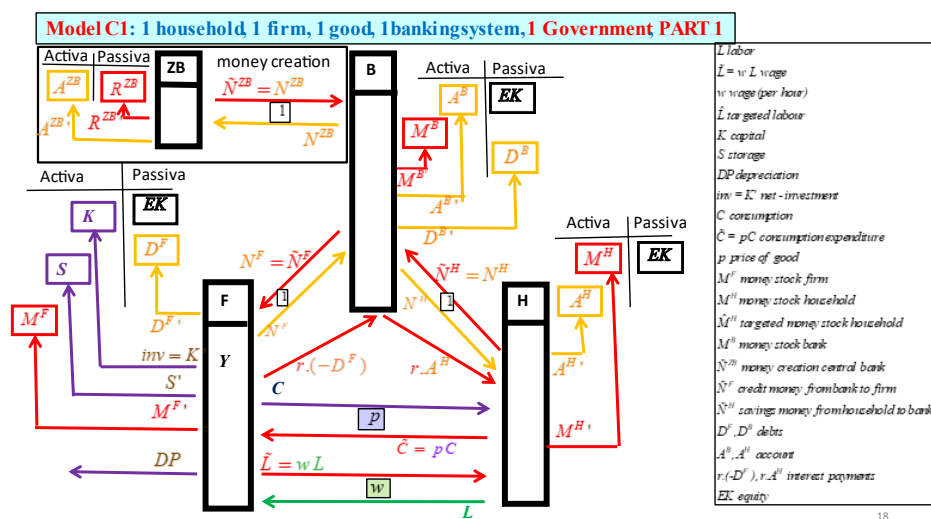 Model C1: 1 household, 1 firm, 1 good, 1bankingsystem, 1 Government, PART 1
Activa Passiva
ZB
money creation
A^{ZB} R^{ZB}
Ñ^{ZB} = N^{ZB}
1
A^{ZB}' R^{ZB}'
N^{ZB}
B
Activa Passiva
A^B EK
M^B
D^B
M^B'
A^B'
D^B'
Activa Passiva
K EK
S D^F
M^F
D^F'
inv = K'
S'
M^F'
DP
F
Y
N^F = Ñ^F
1
N^F
Ñ^H = N^H
N^H 1
r.(-D^F) r.A^H
H
Activa Passiva
M^H EK
A^H
A^H'
M^H'
C
p
C̃ = pC
L̃ = w L
w
L
L labor
L̃ = w L wage
w wage (per hour)
L̂ targeted labour
K capital
S storage
DP depreciation
inv = K' net - investment
C consumption
C̃ = pC consumption expenditure
p price of good
M^F money stock firm
M^H money stock household
M̂^H targeted money stock household
M^B money stock bank
Ñ^{ZB} money creation central bank
Ñ^F credit money from bank to firm
Ñ^H savings money from household to bank
D^F, D^B debts
A^B, A^H account
r.(-D^F), r.A^H interest payments
EK equity
18